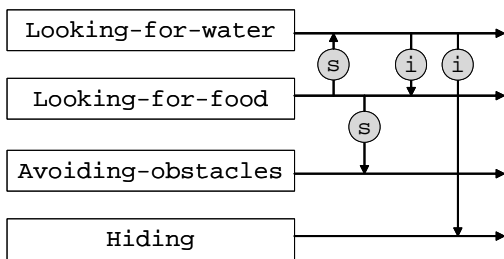 Looking-for-water
s i i
Looking-for-food
s
Avoiding-obstacles
Hiding